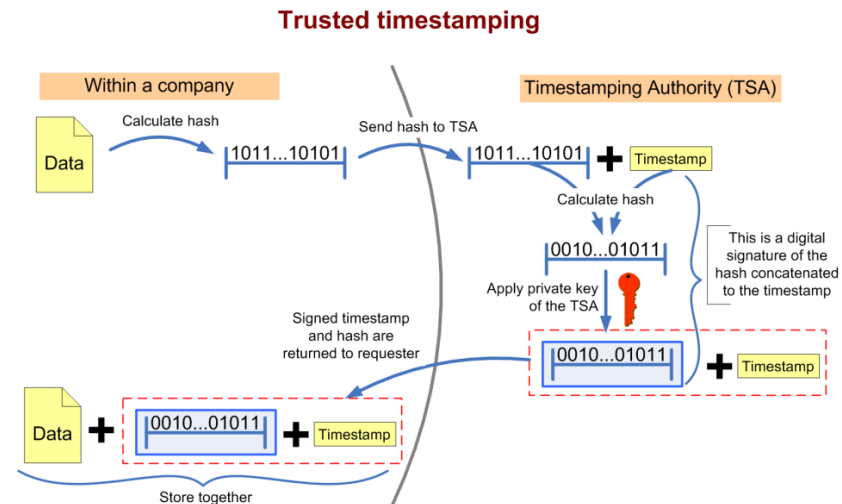 Trusted timestamping
Within a company
Timestamping Authority (TSA)
Data
Calculate hash
1011...10101
Send hash to TSA
1011...10101
+
Timestamp
Calculate hash
0010...01011
This is a digital
signature of the
hash concatenated
to the timestamp
Apply private key
of the TSA
Signed timestamp
and hash are
returned to requester
0010...01011
+
Timestamp
Data
+
0010...01011
+
Timestamp
Store together